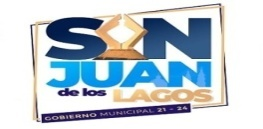 SAN
JUAN
de los
LAGOS
GOBIERNO MUNICIPAL 21 - 24